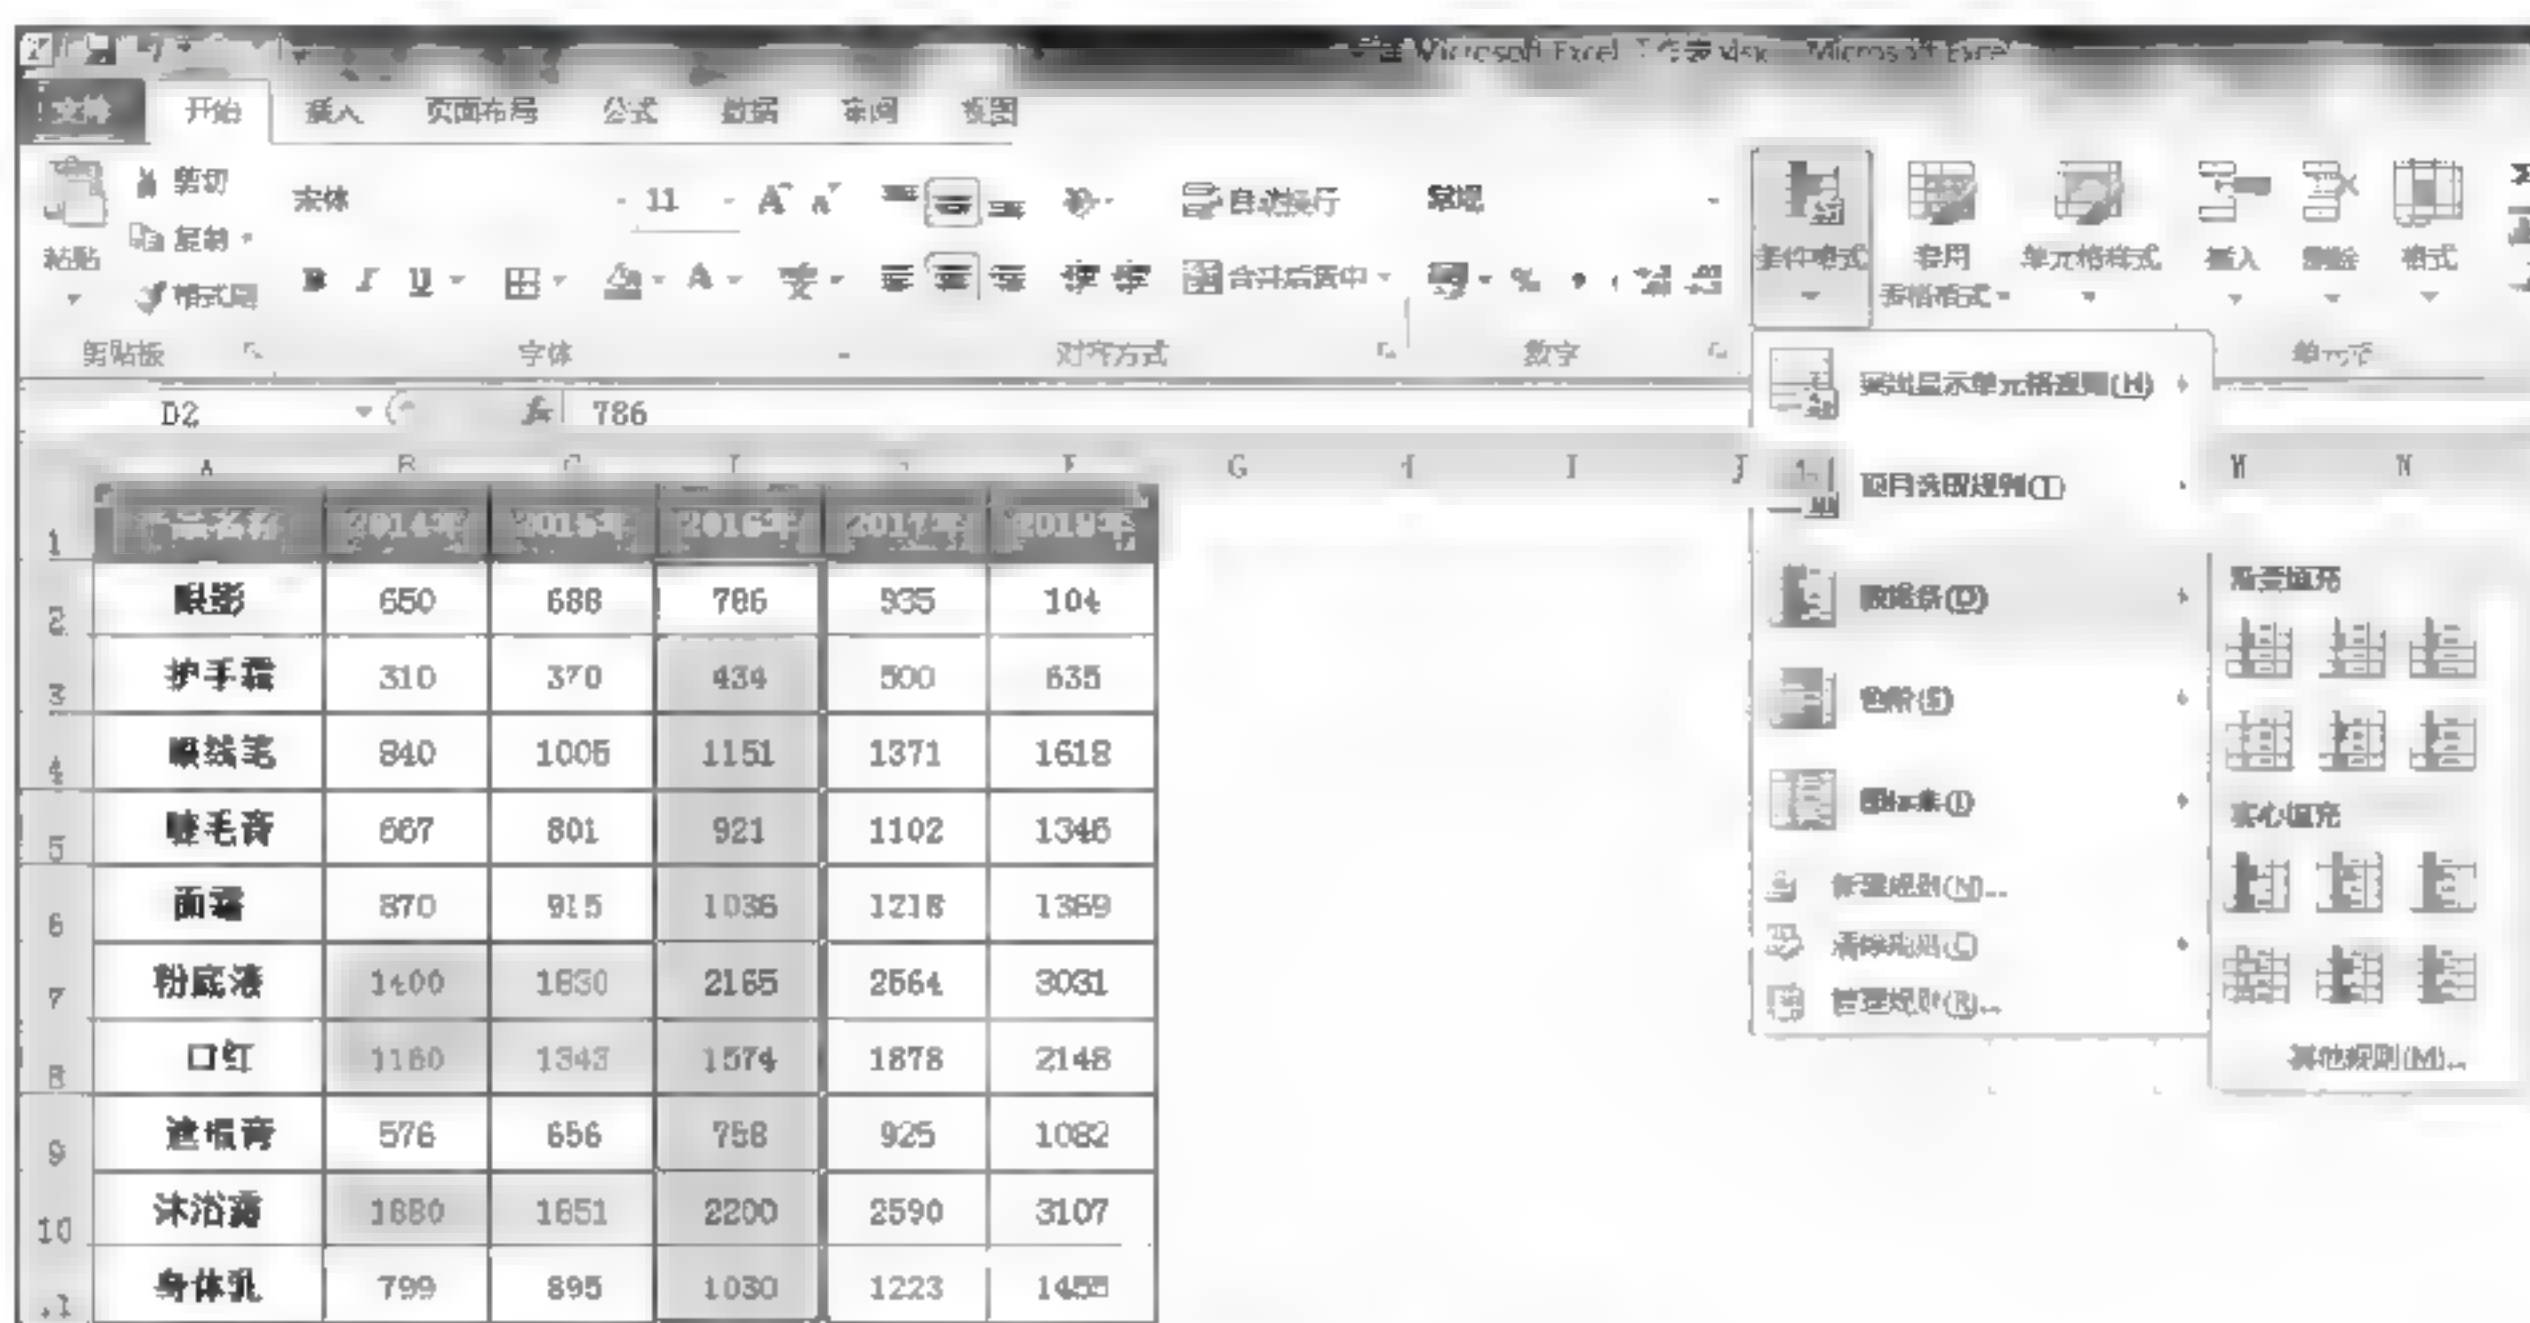 Microsoft Excel 工作表.xlsx - Microsoft Excel
文件 开始 插入 页面布局 公式 数据 审阅 视图
剪切
复制
格式刷
粘贴
宋体 11
B I U
自动换行
合并后居中
常规
条件格式
套用
表格格式
单元格样式
插入 删除 格式
剪贴板 字体 对齐方式 数字 单元格
D2 fx 786
突出显示单元格规则(H)
项目选取规则(T)
数据条(D)
色阶(S)
图标集(I)
新建规则(N)...
清除规则(C)
管理规则(R)...
渐变填充
实心填充
其他规则(M)...
A B C F G I J M N
1 产品名称 2014年 2015年 2016年 2017年
2 眼影 650 688 786 935 104
3 护手霜 310 370 434 500 635
4 眼线笔 840 1005 1151 1371 1618
5 睫毛膏 667 801 921 1102 1346
6 面霜 870 915 1036 1218 1369
7 粉底液 1400 1830 2165 2564 3031
8 口红 1160 1343 1574 1878 2148
9 遮瑕膏 576 656 758 925 1082
10 沐浴露 1680 1851 2200 2590 3107
身体乳 799 895 1030 1223